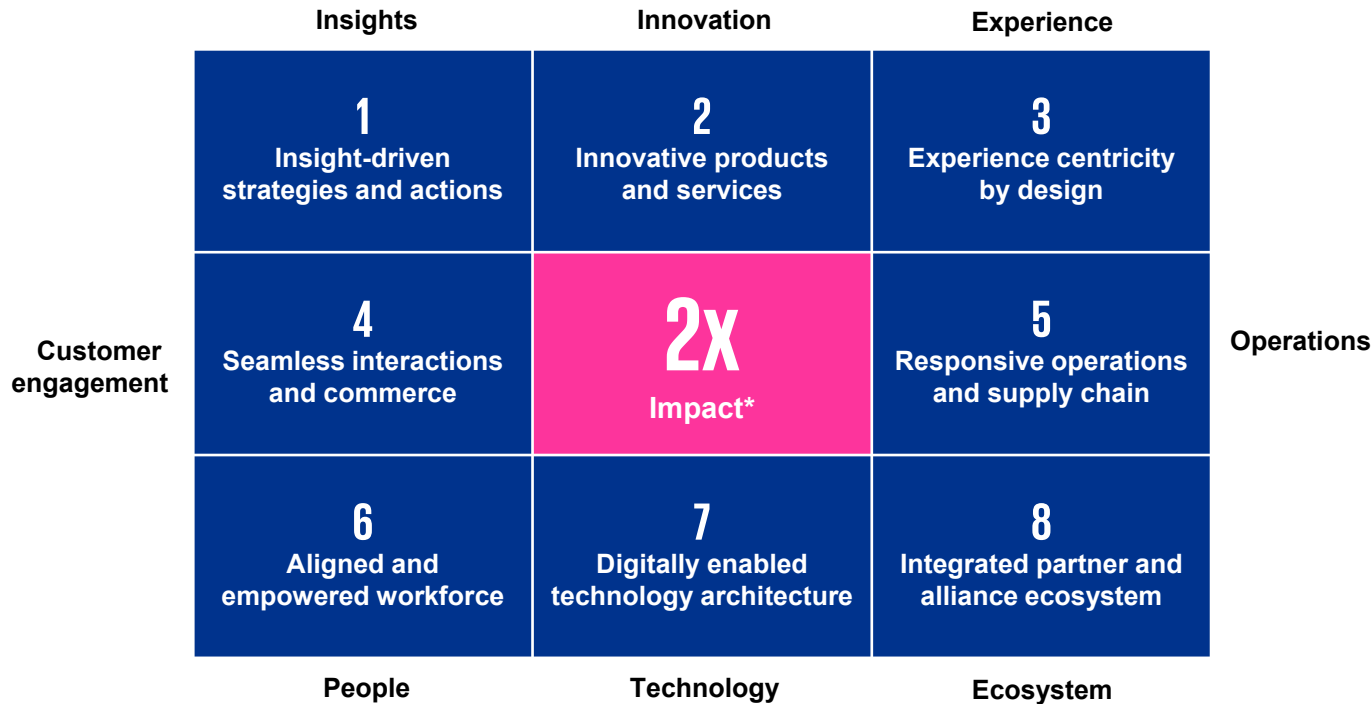 Insights
Innovation
Experience
1
Insight-driven
strategies and actions
2
Innovative products
and services
3
Experience centricity
by design
Customer
engagement
4
Seamless interactions
and commerce
2x
Impact*
5
Responsive operations
and supply chain
Operations
6
Aligned and
empowered workforce
7
Digitally enabled
technology architecture
8
Integrated partner and
alliance ecosystem
People
Technology
Ecosystem